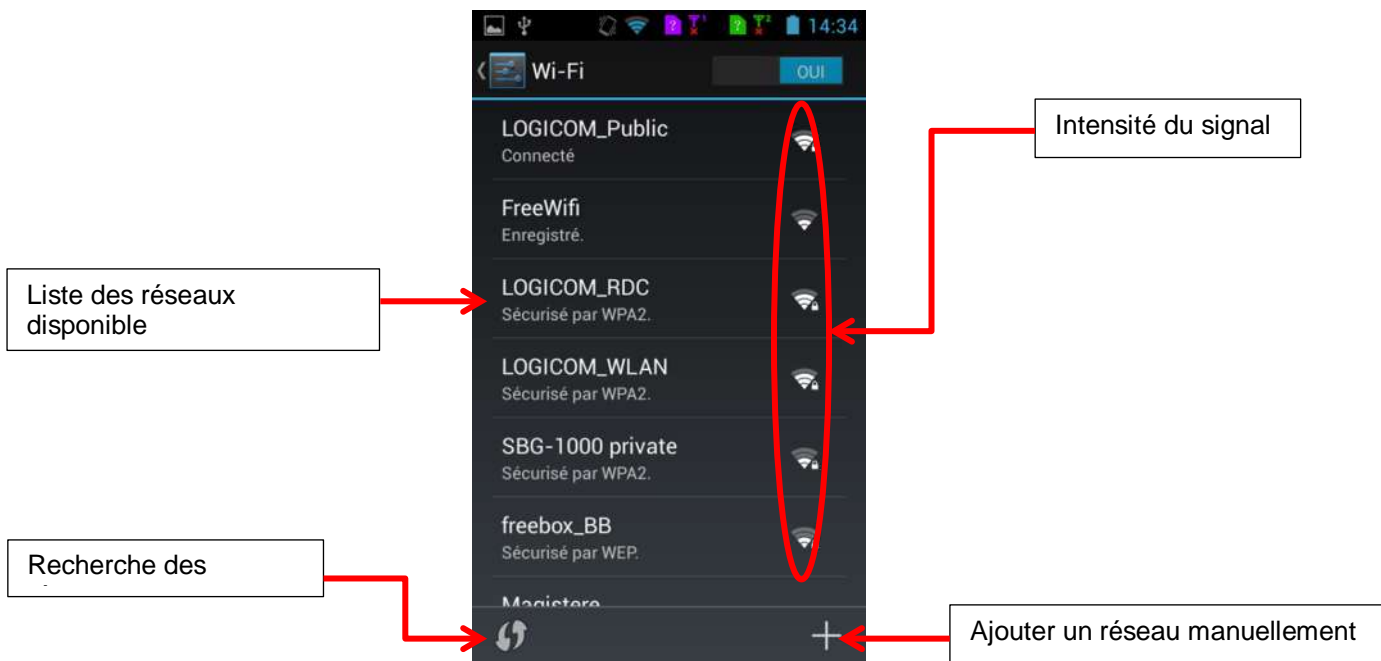 14:34
Wi-Fi
OUI
LOGICOM_Public
Connecté
FreeWifi
Enregistré.
LOGICOM_RDC
Sécurisé par WPA2.
LOGICOM_WLAN
Sécurisé par WPA2.
SBG-1000 private
Sécurisé par WPA2.
freebox_BB
Sécurisé par WEP.
Magistere
Intensité du signal
Liste des réseaux
disponible
Recherche des
Ajouter un réseau manuellement